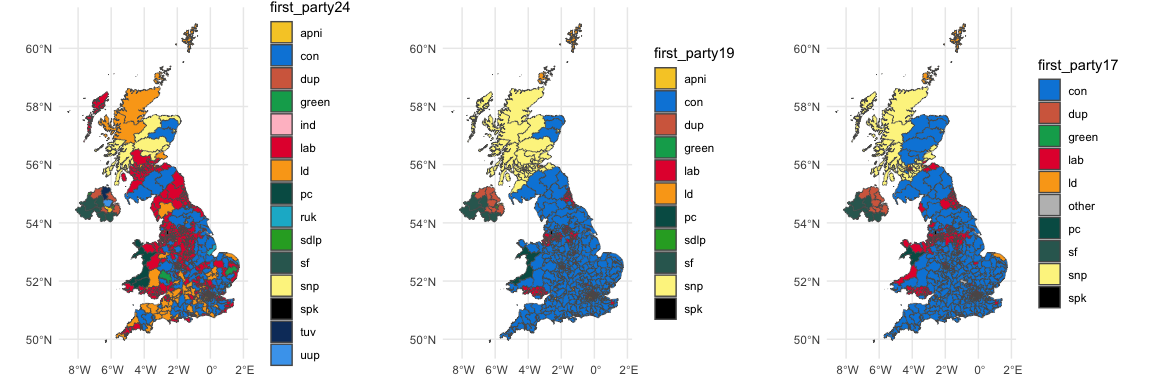 first_party24
apni
con
dup
green
ind
lab
ld
pc
ruk
sdlp
sf
snp
spk
tuv
uup
60°N
58°N
56°N
54°N
52°N
50°N
8°W 6°W 4°W 2°W 0° 2°E
first_party19
apni
con
dup
green
lab
ld
pc
sdlp
sf
snp
spk
60°N
58°N
56°N
54°N
52°N
50°N
8°W 6°W 4°W 2°W 0° 2°E
first_party17
con
dup
green
lab
ld
other
pc
sf
snp
spk
60°N
58°N
56°N
54°N
52°N
50°N
8°W 6°W 4°W 2°W 0° 2°E